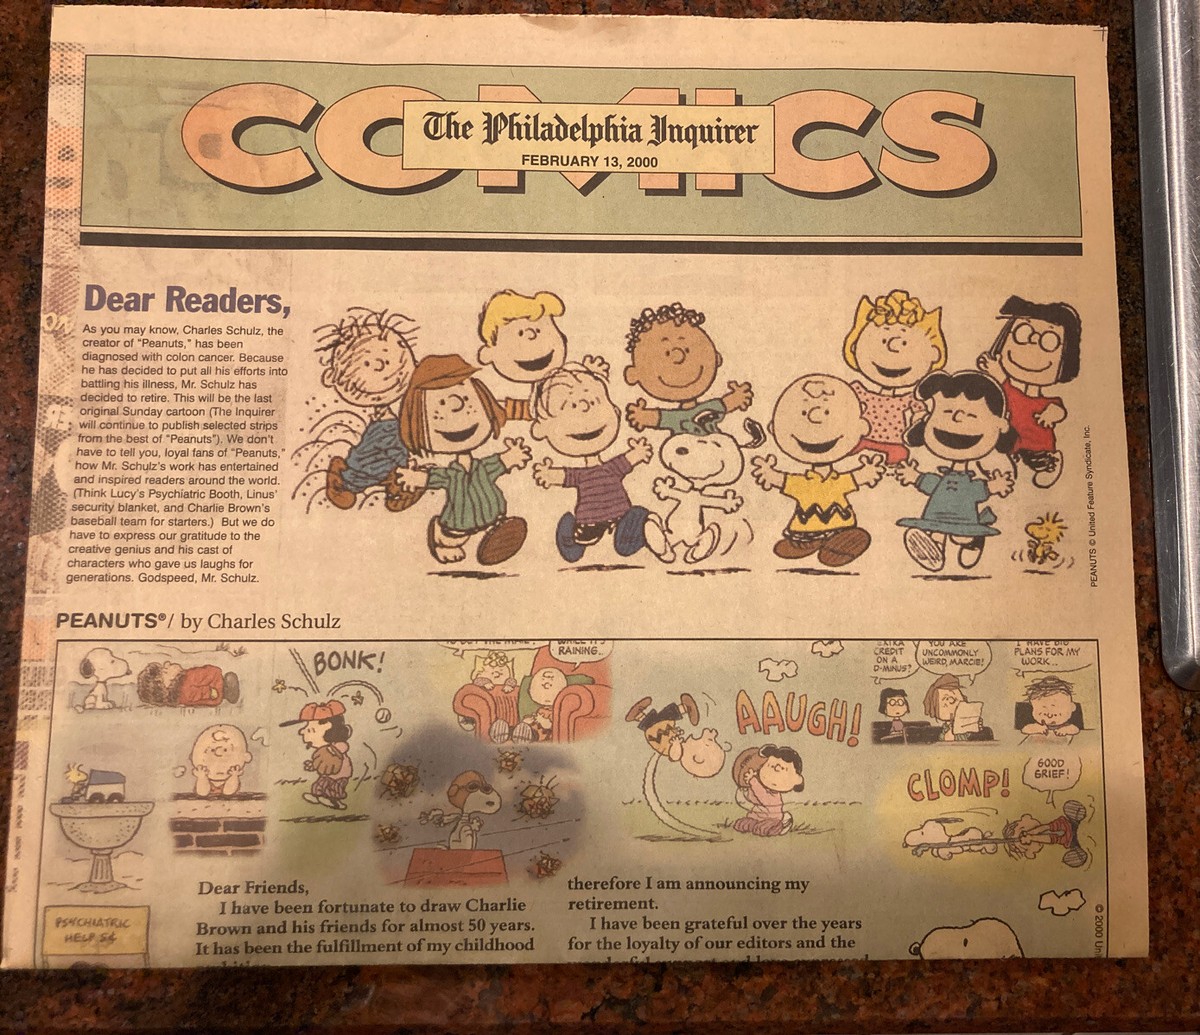 COMICS
The Philadelphia Inquirer
FEBRUARY 13, 2000
Dear Readers,
As you may know, Charles Schulz, the
creator of "Peanuts," has been
diagnosed with colon cancer. Because
he has decided to put all his efforts into
battling his illness, Mr. Schulz has
decided to retire. This will be the last
original Sunday cartoon (The Inquirer
will continue to publish selected strips
from the best of "Peanuts"). We don't
have to tell you, loyal fans of "Peanuts,"
how Mr. Schulz's work has entertained
and inspired readers around the world.
(Think Lucy's Psychiatric Booth, Linus'
security blanket, and Charlie Brown's
baseball team for starters.) But we do
have to express our gratitude to the
creative genius and his cast of
characters who gave us laughs for
generations. Godspeed, Mr. Schulz.
PEANUTS © United Feature Syndicate, Inc.
PEANUTS®/ by Charles Schulz
BONK!
RAINING..
AAUGH!
EXTRA
CREDIT
ON A
D-MINUS?
YOU ARE
UNCOMMONLY
WEIRD, MARCIE!
I HAVE BIG
PLANS FOR MY
WORK..
CLOMP!
GOOD
GRIEF!
PSYCHIATRIC
HELP 5¢
Dear Friends,
I have been fortunate to draw Charlie
Brown and his friends for almost 50 years.
It has been the fulfillment of my childhood
therefore I am announcing my
retirement.
I have been grateful over the years
for the loyalty of our editors and the
© 2000 Uni